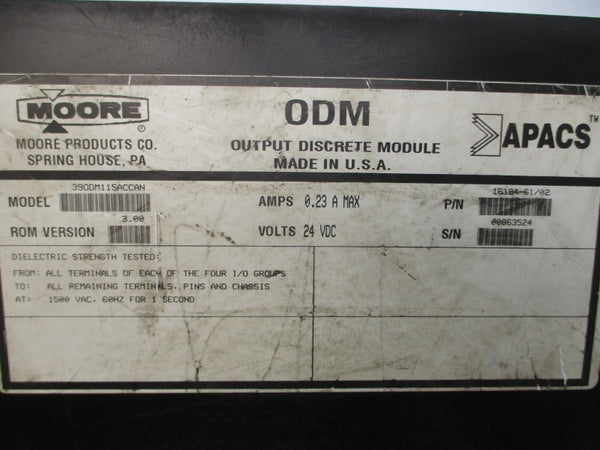 MOORE
®
MOORE PRODUCTS CO.
SPRING HOUSE, PA
ODM
OUTPUT DISCRETE MODULE
MADE IN U.S.A.
APACS™
39ODM115ACCAN
MODEL
3.00
ROM VERSION
AMPS 0.23 A MAX
VOLTS 24 VDC
16184-61/02
P/N
00863524
S/N
DIELECTRIC STRENGTH TESTED:
FROM: ALL TERMINALS OF EACH OF THE FOUR I/O GROUPS
TO: ALL REMAINING TERMINALS, PINS AND CHASSIS
AT: 1500 VAC, 60HZ FOR 1 SECOND